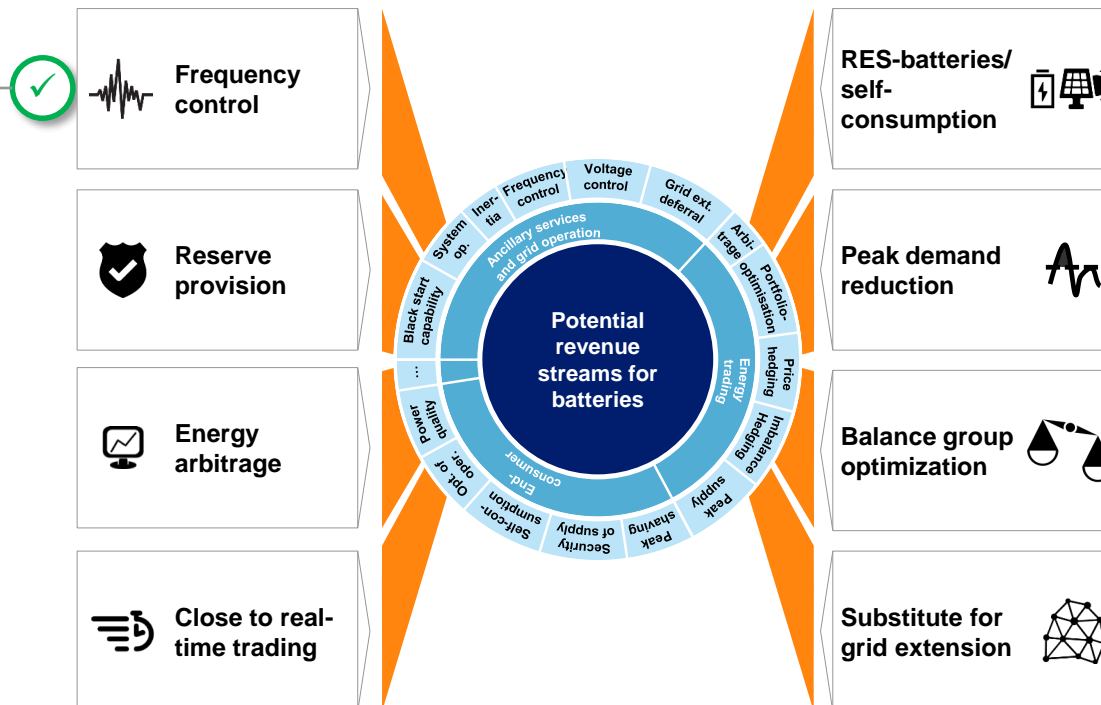 Frequency
control
Reserve
provision
Energy
arbitrage
Close to real-
time trading
Frequency
control
Voltage
control
Grid ext.
deferral
Arbi-
trage
Portfolio-
optimisation
Price
hedging
Imbalance
Hedging
Peak
supply
Peak
shaving
Security
of supply
Self-con-
sumption
Opt. of
oper.
Power
quality
...
Black start
capability
System
op.
Iner-
tia
Ancillary services
and grid operation
Energy
trading
End-
consumer
Potential
revenue
streams for
batteries
RES-batteries/
self-
consumption
Peak demand
reduction
Balance group
optimization
Substitute for
grid extension